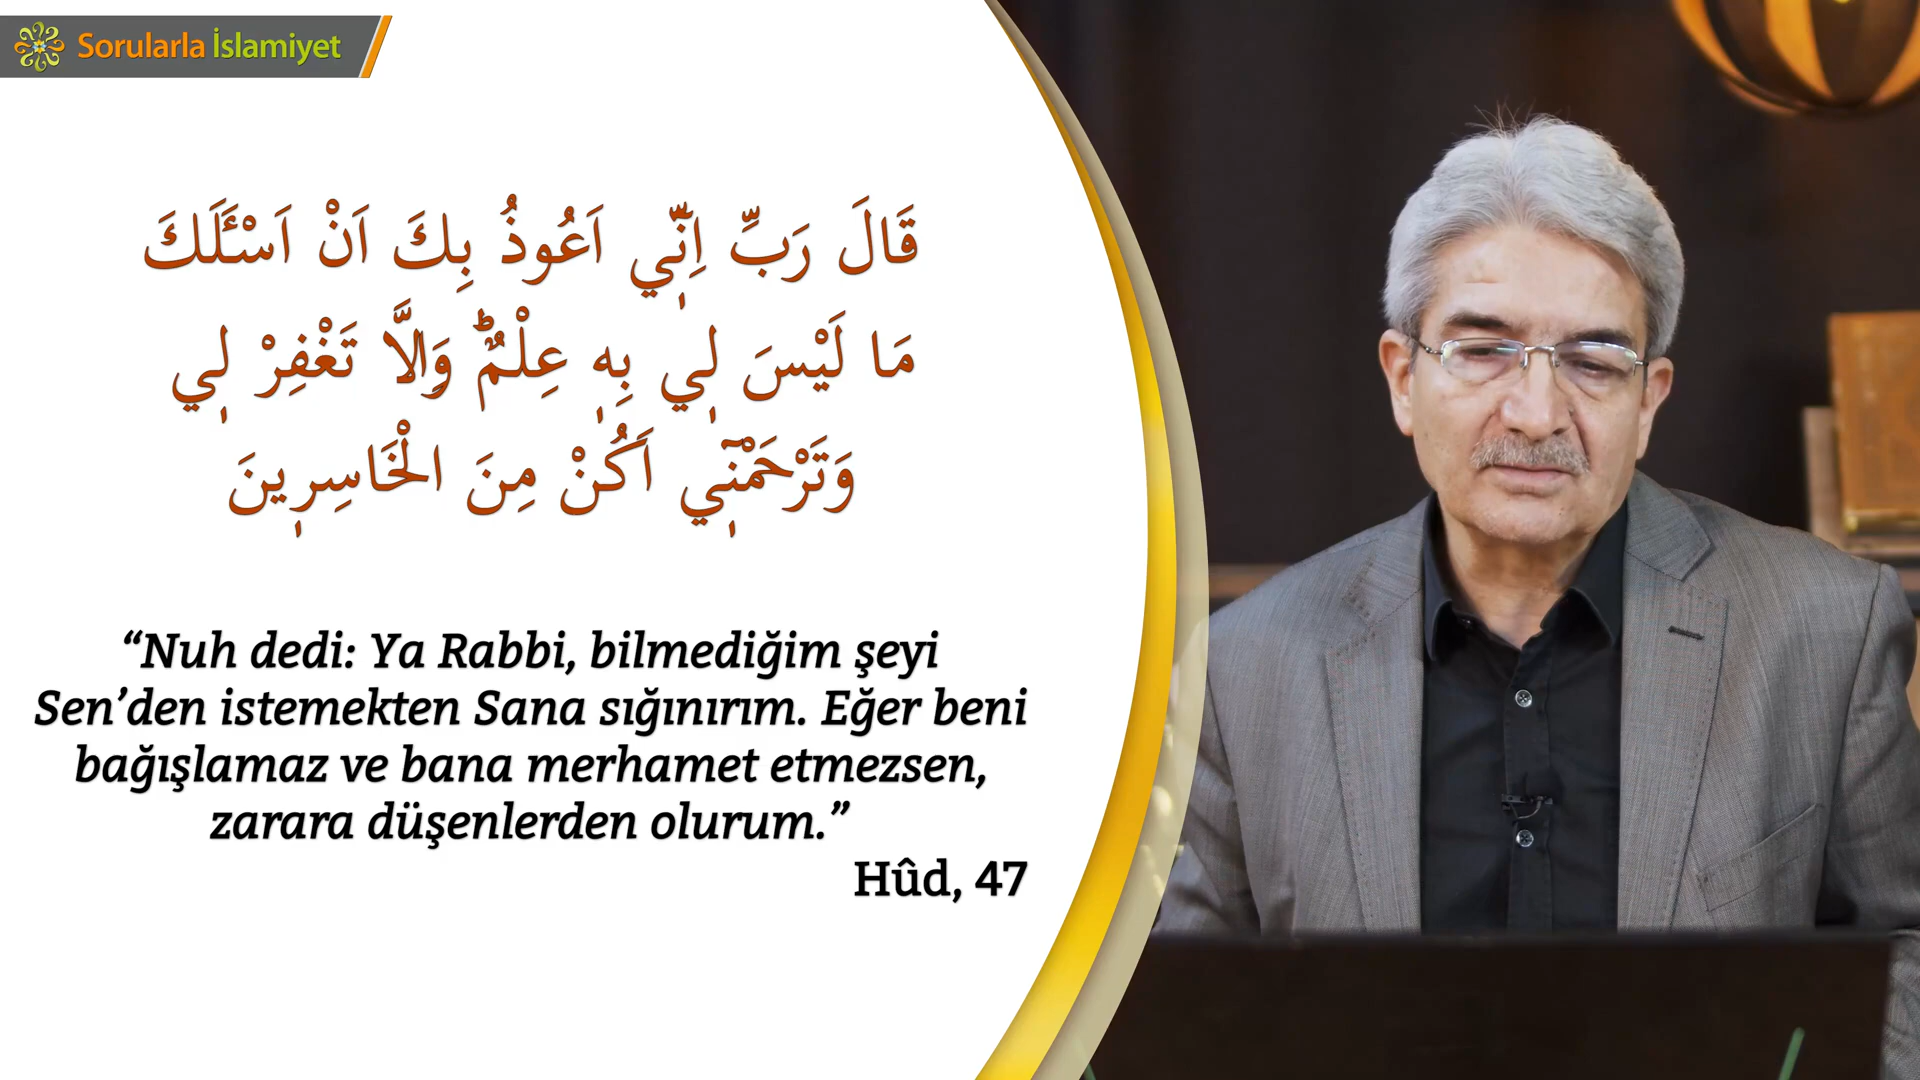 Sorularla İslamiyet
قَالَ رَبِّ اِنّ۪ٓي اَعُوذُ بِكَ اَنْ اَسْـَٔلَكَ
مَا لَيْسَ ل۪ي بِه۪ عِلْمٌۜ وَاِلَّا تَغْفِرْ ل۪ي
وَتَرْحَمْن۪ٓي اَكُنْ مِنَ الْخَاسِر۪ينَ
“Nuh dedi: Ya Rabbi, bilmediğim şeyi
Sen’den istemekten Sana sığınırım. Eğer beni
bağışlamaz ve bana merhamet etmezsen,
zarara düşenlerden olurum.”
Hûd, 47